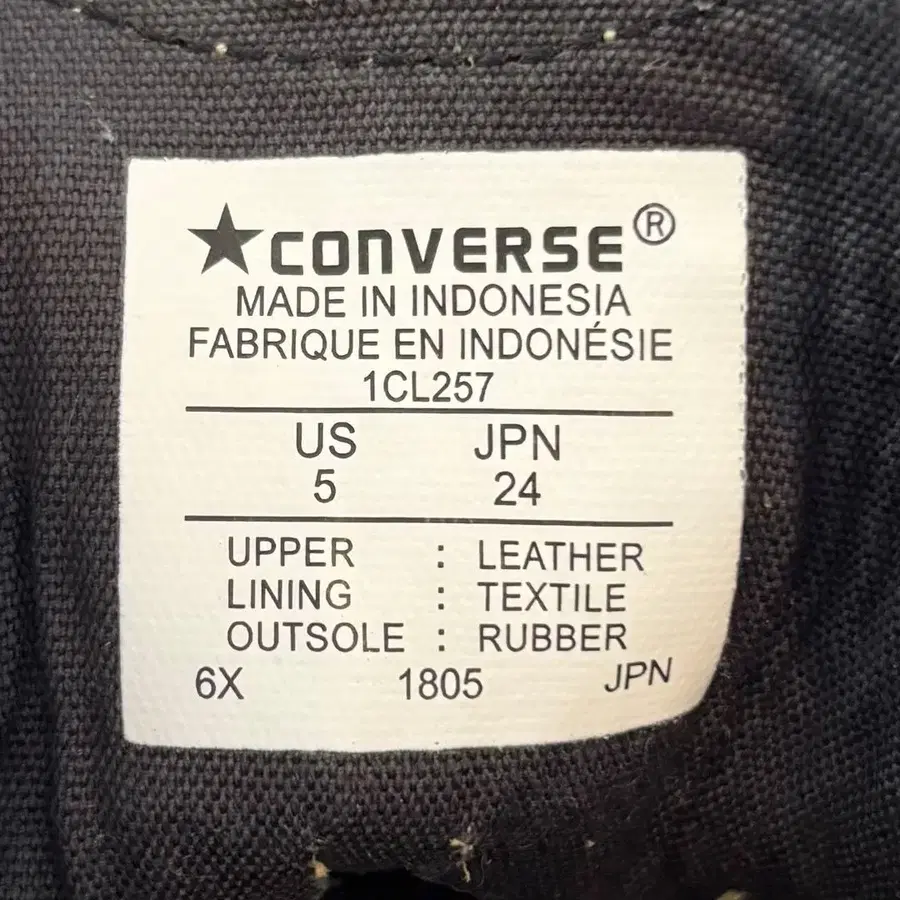 ★CONVERSE®
MADE IN INDONESIA
FABRIQUE EN INDONÉSIE
1CL257
US JPN
5 24
UPPER : LEATHER
LINING : TEXTILE
OUTSOLE : RUBBER
6X 1805 JPN